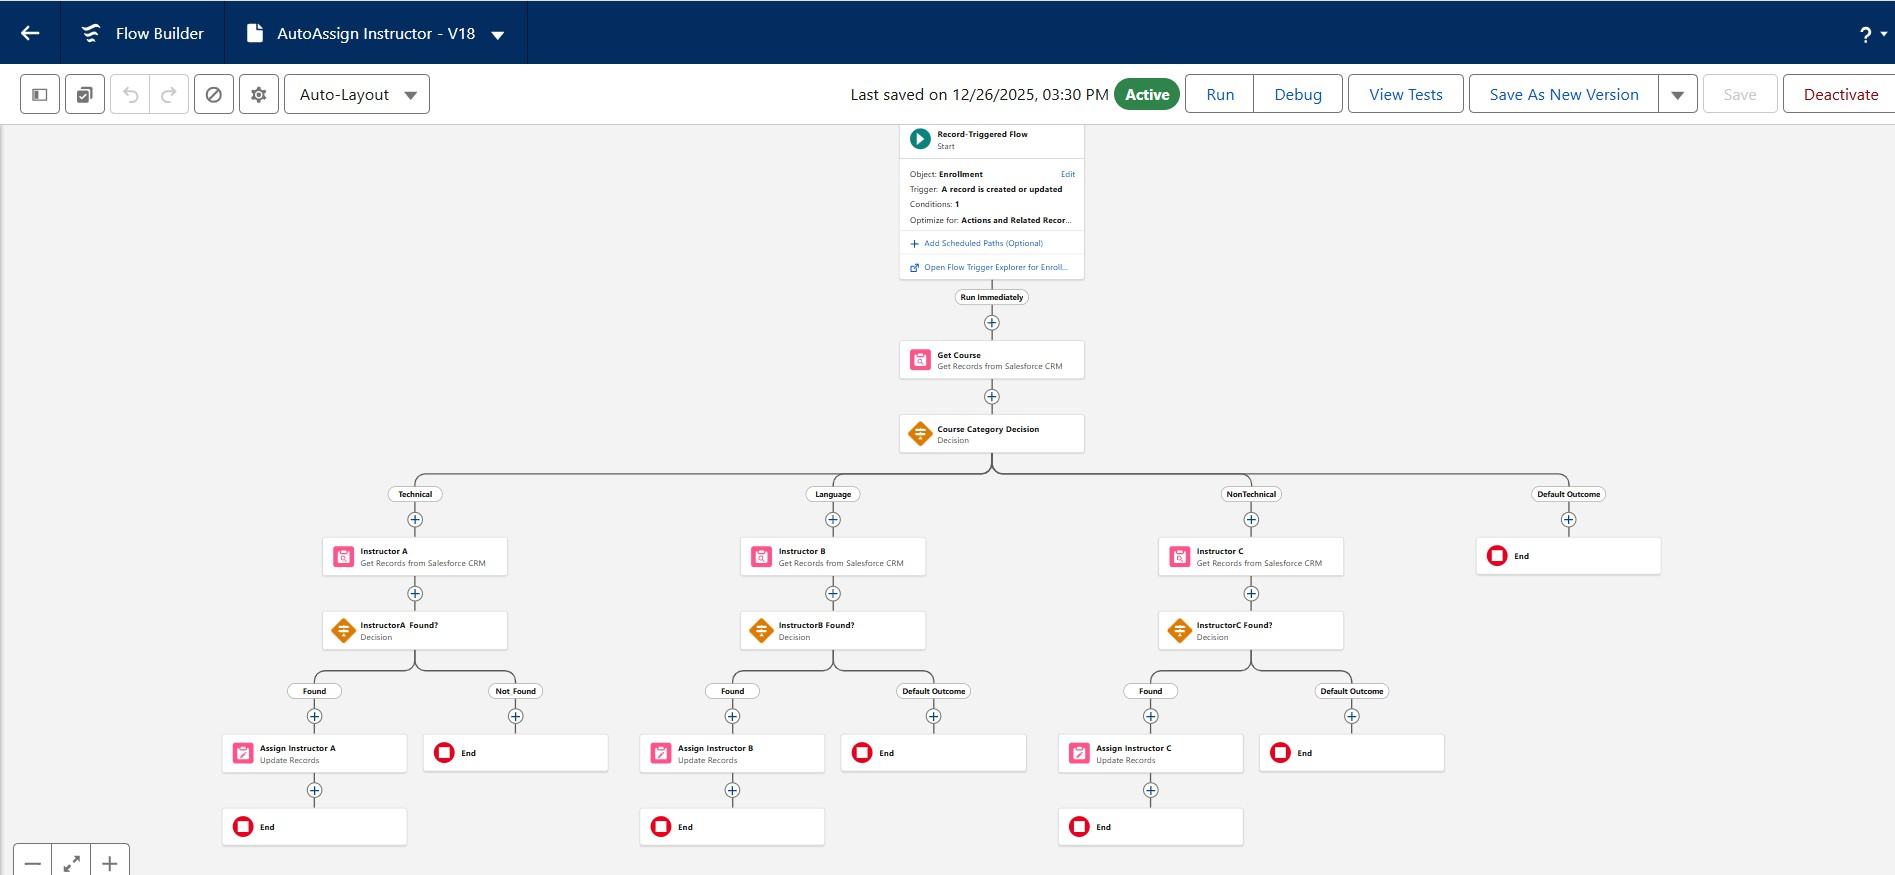 Flow Builder
AutoAssign Instructor - V18
?
Auto-Layout
Last saved on 12/26/2025, 03:30 PM
Active
Run
Debug
View Tests
Save As New Version
Save
Deactivate
Record-Triggered Flow
Start
Object: Enrollment
Edit
Trigger: A record is created or updated
Conditions: 1
Optimize for: Actions and Related Recor...
Add Scheduled Paths (Optional)
Open Flow Trigger Explorer for Enroll...
Run Immediately
Get Course
Get Records from Salesforce CRM
Course Category Decision
Decision
Technical
Language
NonTechnical
Default Outcome
Instructor A
Get Records from Salesforce CRM
Instructor B
Get Records from Salesforce CRM
Instructor C
Get Records from Salesforce CRM
End
InstructorA Found?
Decision
InstructorB Found?
Decision
InstructorC Found?
Decision
Found
Not Found
Found
Default Outcome
Found
Default Outcome
Assign Instructor A
Update Records
End
Assign Instructor B
Update Records
End
Assign Instructor C
Update Records
End
End
End
End